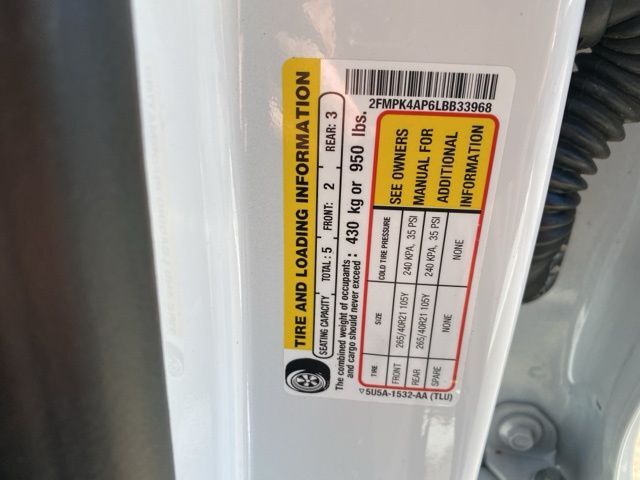 2FMPK4AP6LBB33968
TIRE AND LOADING INFORMATION
SEATING CAPACITY TOTAL: 5 FRONT: 2 REAR: 3
The combined weight of occupants
and cargo should never exceed: 430 kg or 950 lbs.
TIRE SIZE COLD TIRE PRESSURE
FRONT 265/40R21 105Y 240 KPA, 35 PSI
REAR 265/40R21 105Y 240 KPA, 35 PSI
SPARE NONE NONE
SEE OWNERS
MANUAL FOR
ADDITIONAL
INFORMATION
5U5A-1532-AA (TLU)